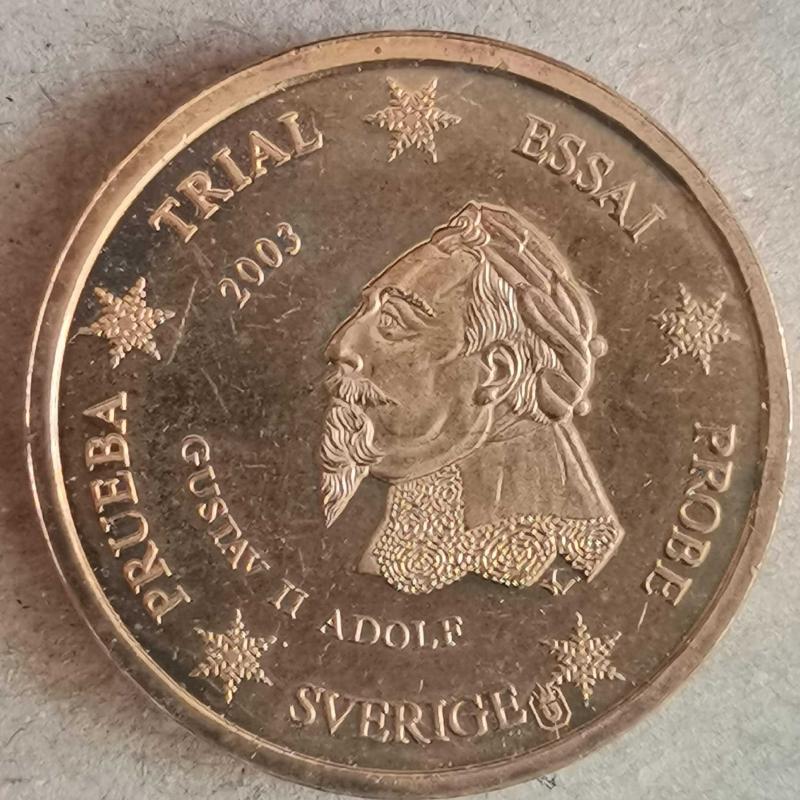 TRIAL
ESSAI
PROBE
SVERIGE
PRUEBA
2003
GUSTAV II ADOLF